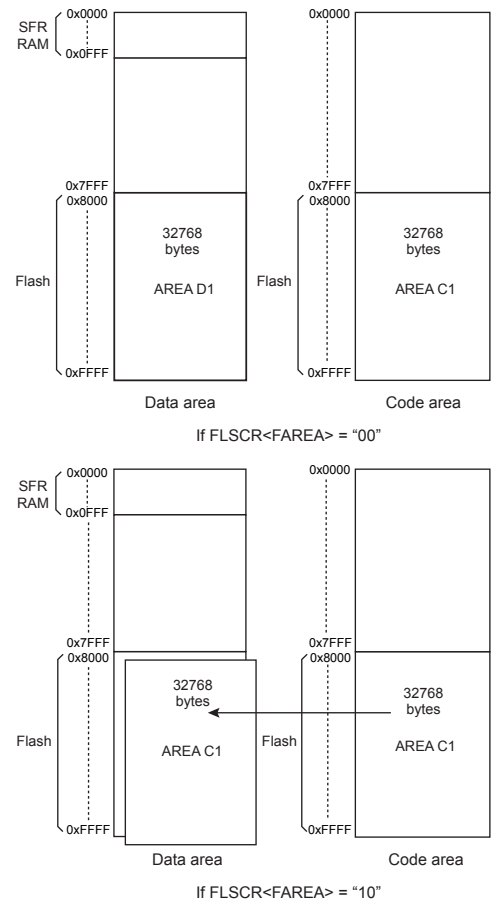 0x0000
SFR
RAM
0x0FFF
0x7FFF
0x8000
32768
bytes
Flash
AREA D1
0xFFFF
Data area
0x0000
0x7FFF
0x8000
32768
bytes
Flash
AREA C1
0xFFFF
Code area
If FLSCR<FAREA> = “00”
0x0000
SFR
RAM
0x0FFF
0x7FFF
0x8000
32768
bytes
Flash
AREA C1
0xFFFF
Data area
0x0000
0x7FFF
0x8000
32768
bytes
Flash
AREA C1
0xFFFF
Code area
If FLSCR<FAREA> = “10”